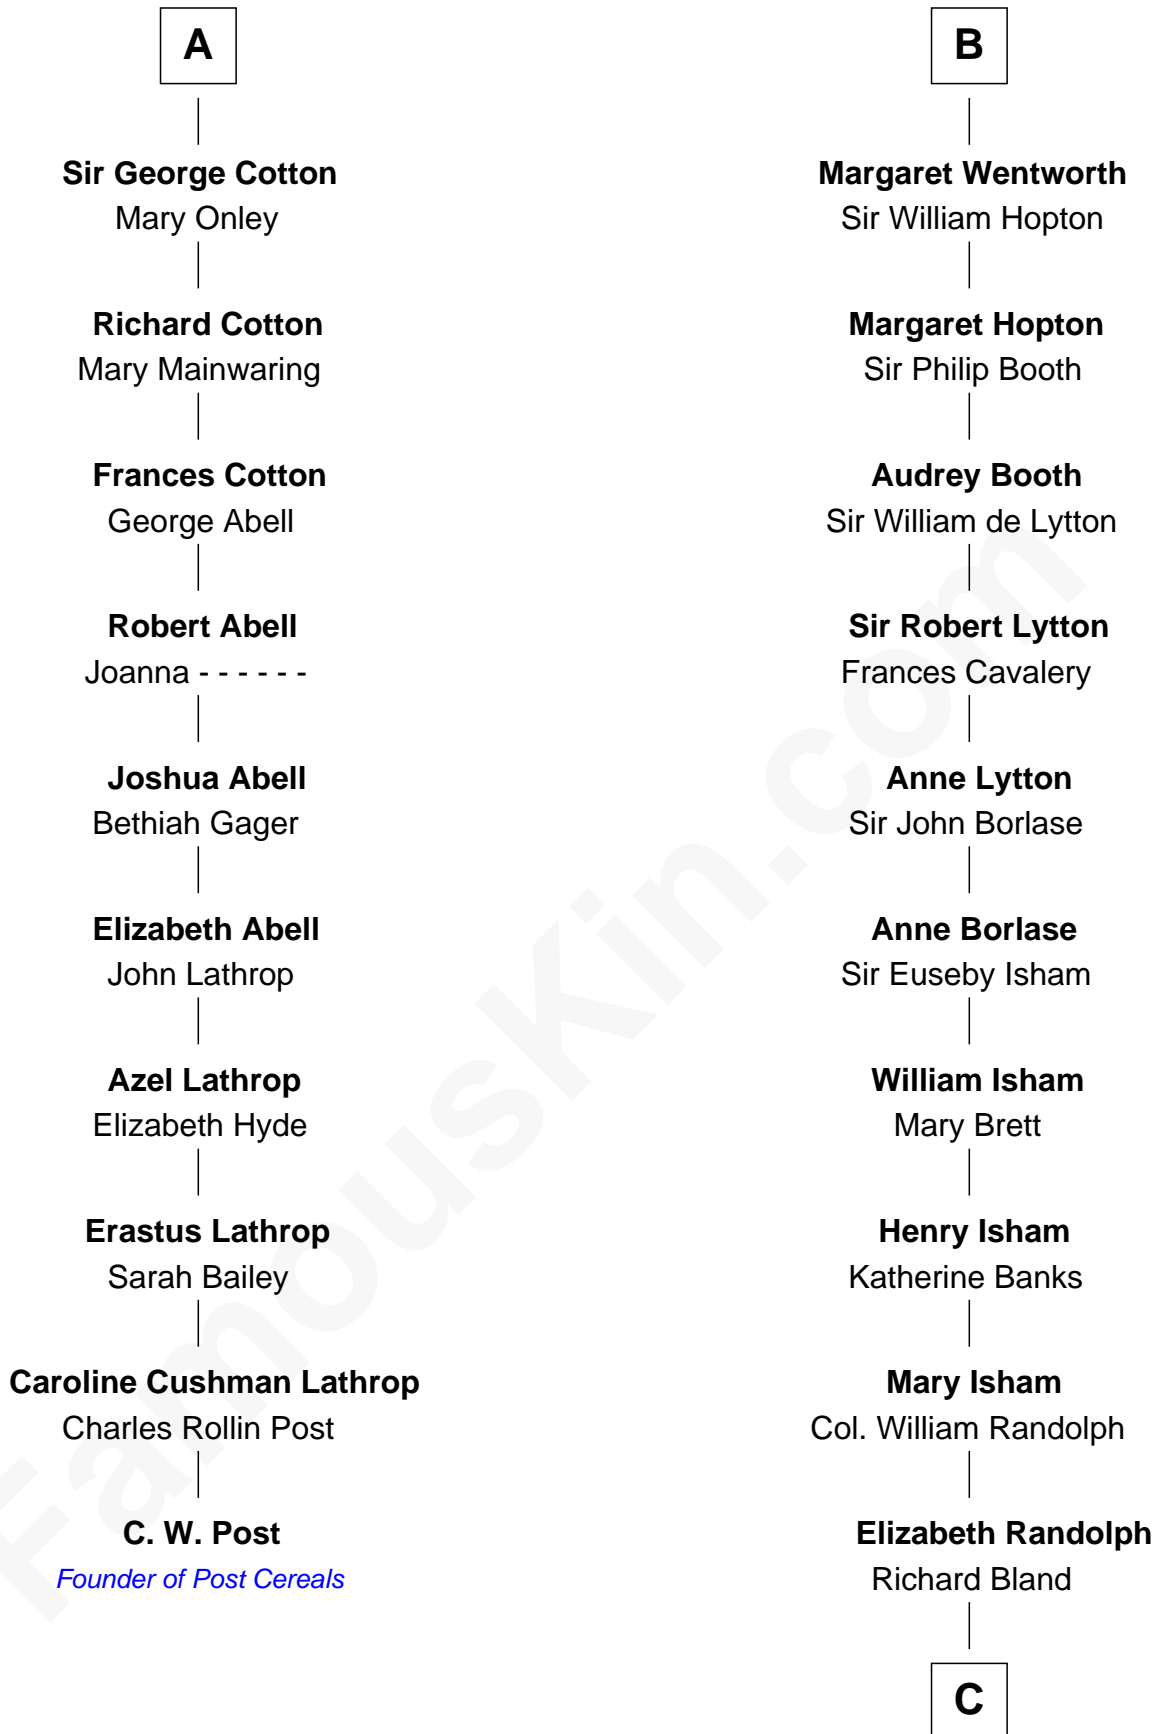 A
Sir George Cotton
Mary Onley
Richard Cotton
Mary Mainwaring
Frances Cotton
George Abell
Robert Abell
Joanna - - - - - -
Joshua Abell
Bethiah Gager
Elizabeth Abell
John Lathrop
Azel Lathrop
Elizabeth Hyde
Erastus Lathrop
Sarah Bailey
Caroline Cushman Lathrop
Charles Rollin Post
C. W. Post
Founder of Post Cereals
B
Margaret Wentworth
Sir William Hopton
Margaret Hopton
Sir Philip Booth
Audrey Booth
Sir William de Lytton
Sir Robert Lytton
Frances Cavalery
Anne Lytton
Sir John Borlase
Anne Borlase
Sir Euseby Isham
William Isham
Mary Brett
Henry Isham
Katherine Banks
Mary Isham
Col. William Randolph
Elizabeth Randolph
Richard Bland
C
FamousKin.com